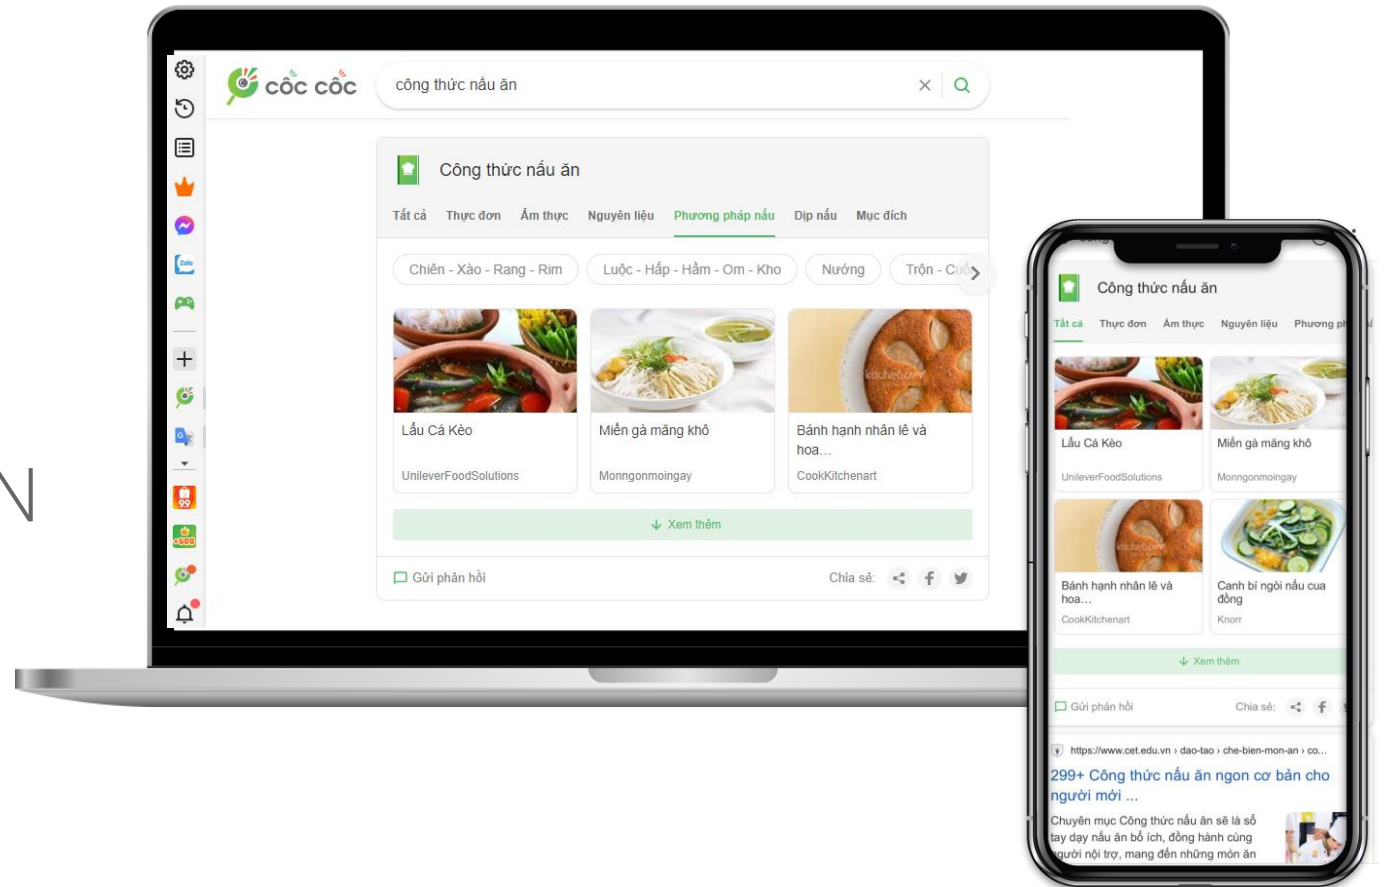 N
cốc cốc
công thức nấu ăn
Công thức nấu ăn
Tất cả Thực đơn Ẩm thực Nguyên liệu Phương pháp nấu Dịp nấu Mục đích
Chiên - Xào - Rang - Rim Luộc - Hấp - Hầm - Om - Kho Nướng Trộn -
Lẩu Cá Kèo
UnileverFoodSolutions
Miến gà măng khô
Monngonmoingay
Bánh hạnh nhân lê và
hoa...
CookKitchenart
Xem thêm
Gửi phản hồi Chia sẻ:
Zalo
99
+500
Công thức nấu ăn
Tất cả Thực đơn Ẩm thực Nguyên liệu Phương
Lẩu Cá Kèo
UnileverFoodSolutions
Miến gà măng khô
Monngonmoingay
Bánh hạnh nhân lê và
hoa...
CookKitchenart
Canh bí ngòi nấu cua
đồng
Knorr
Xem thêm
Gửi phản hồi Chia sẻ:
https://www.cet.edu.vn › dao-tao › che-bien-mon-an › co...
299+ Công thức nấu ăn ngon cơ bản cho
người mới ...
Chuyên mục Công thức nấu ăn sẽ là sổ
tay dạy nấu ăn bổ ích, đồng hành cùng
người nội trợ, mang đến những món ăn